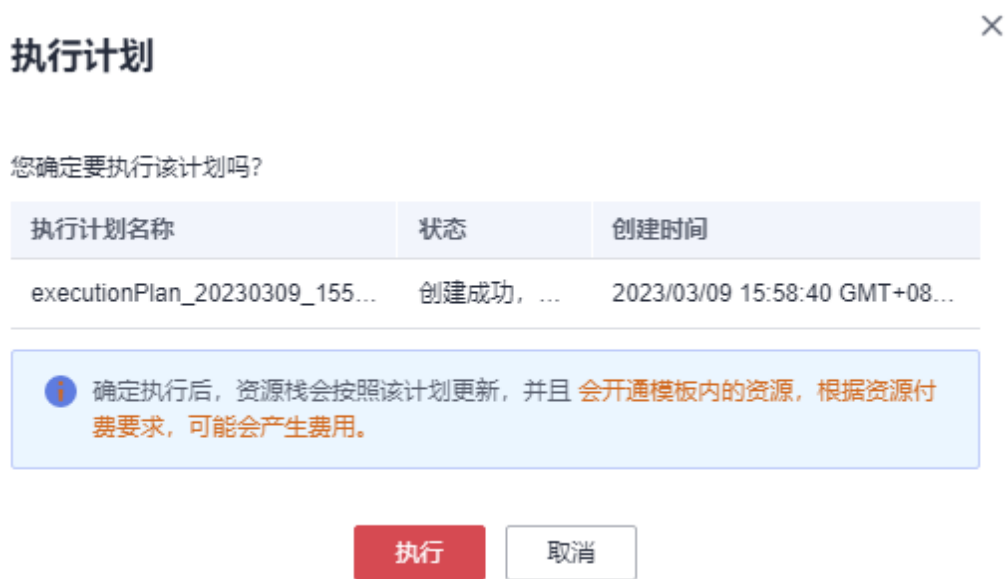 执行计划
您确定要执行该计划吗？
执行计划名称 状态 创建时间
executionPlan_20230309_155... 创建成功，... 2023/03/09 15:58:40 GMT+08...
确定执行后，资源栈会按照该计划更新，并且 会开通模板内的资源，根据资源付
费要求，可能会产生费用。
执行 取消